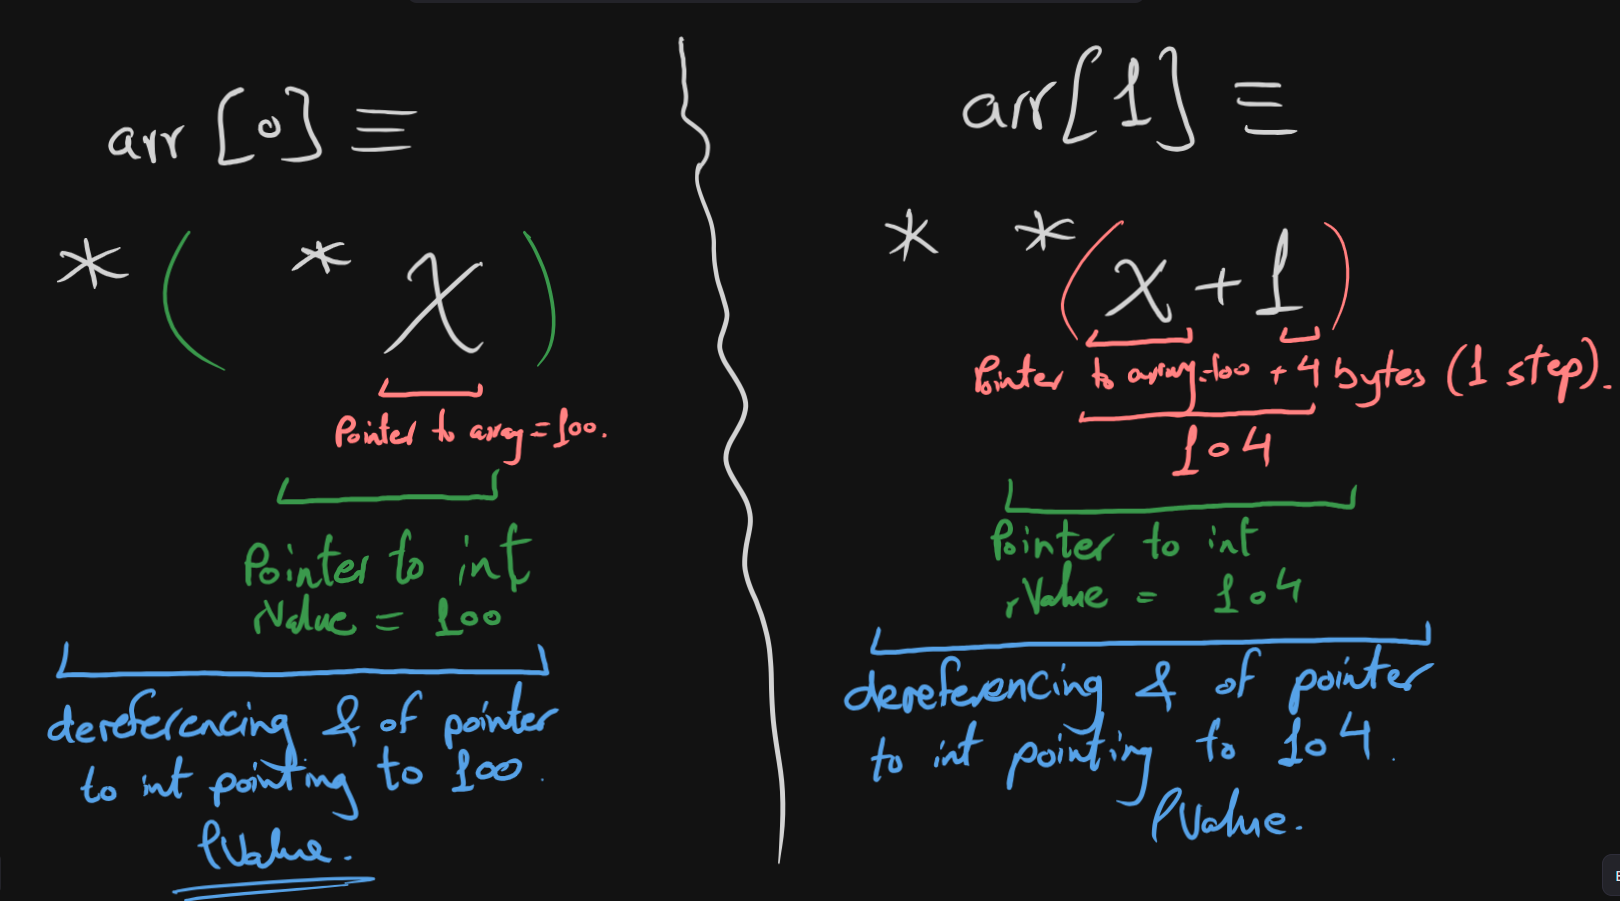 arr [0] ≡
* ( * x )
Pointer to array = 100.
Pointer to int
rValue = 100
dereferencing & of pointer
to int pointing to 100.
lValue.
arr[1] ≡
* * (x + 1)
Pointer to array = 100 + 4 bytes (1 step).
104
Pointer to int
rValue = 104
dereferencing & of pointer
to int pointing to 104.
lValue.